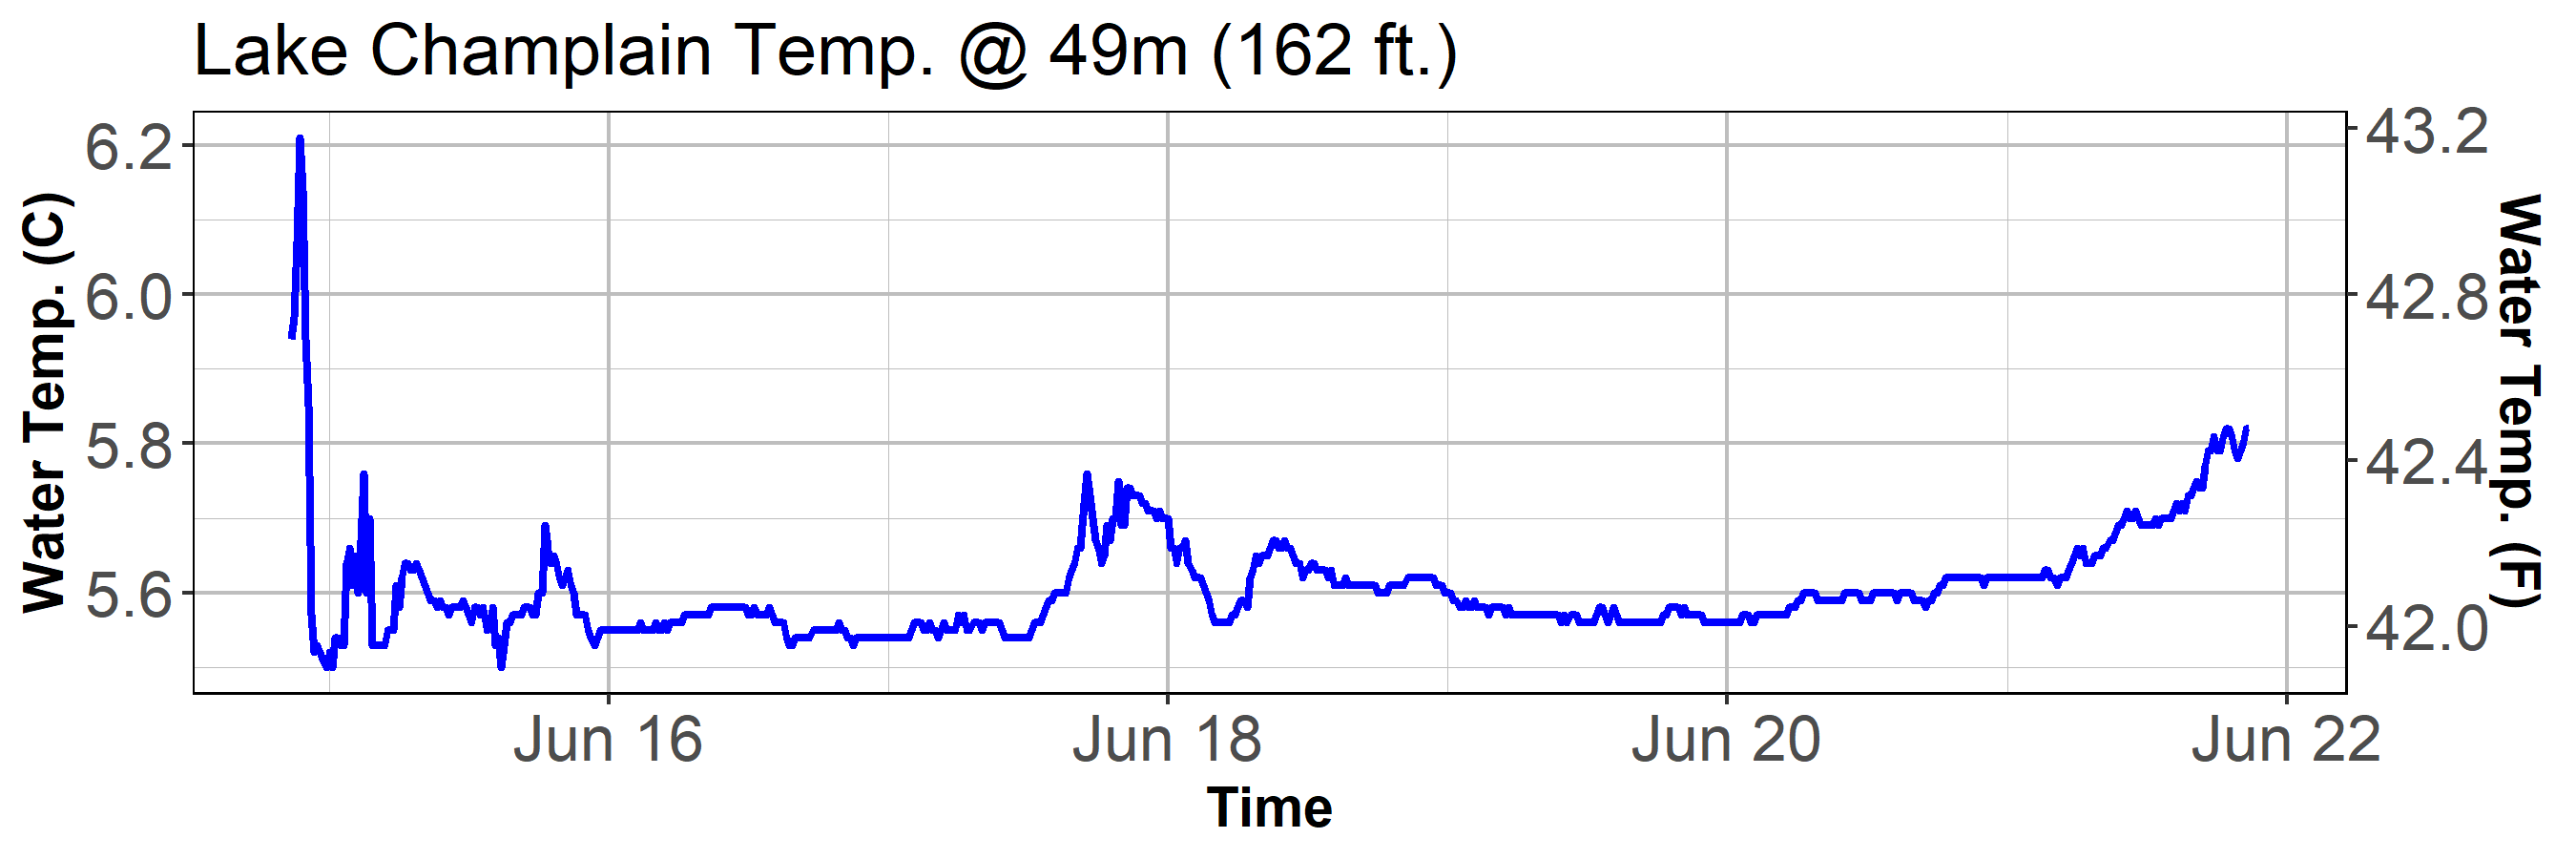 Lake Champlain Temp. @ 49m (162 ft.)
Water Temp. (C)
6.2
6.0
5.8
5.6
43.2
42.8
42.4
42.0
Water Temp. (F)
Jun 16 Jun 18 Jun 20 Jun 22
Time